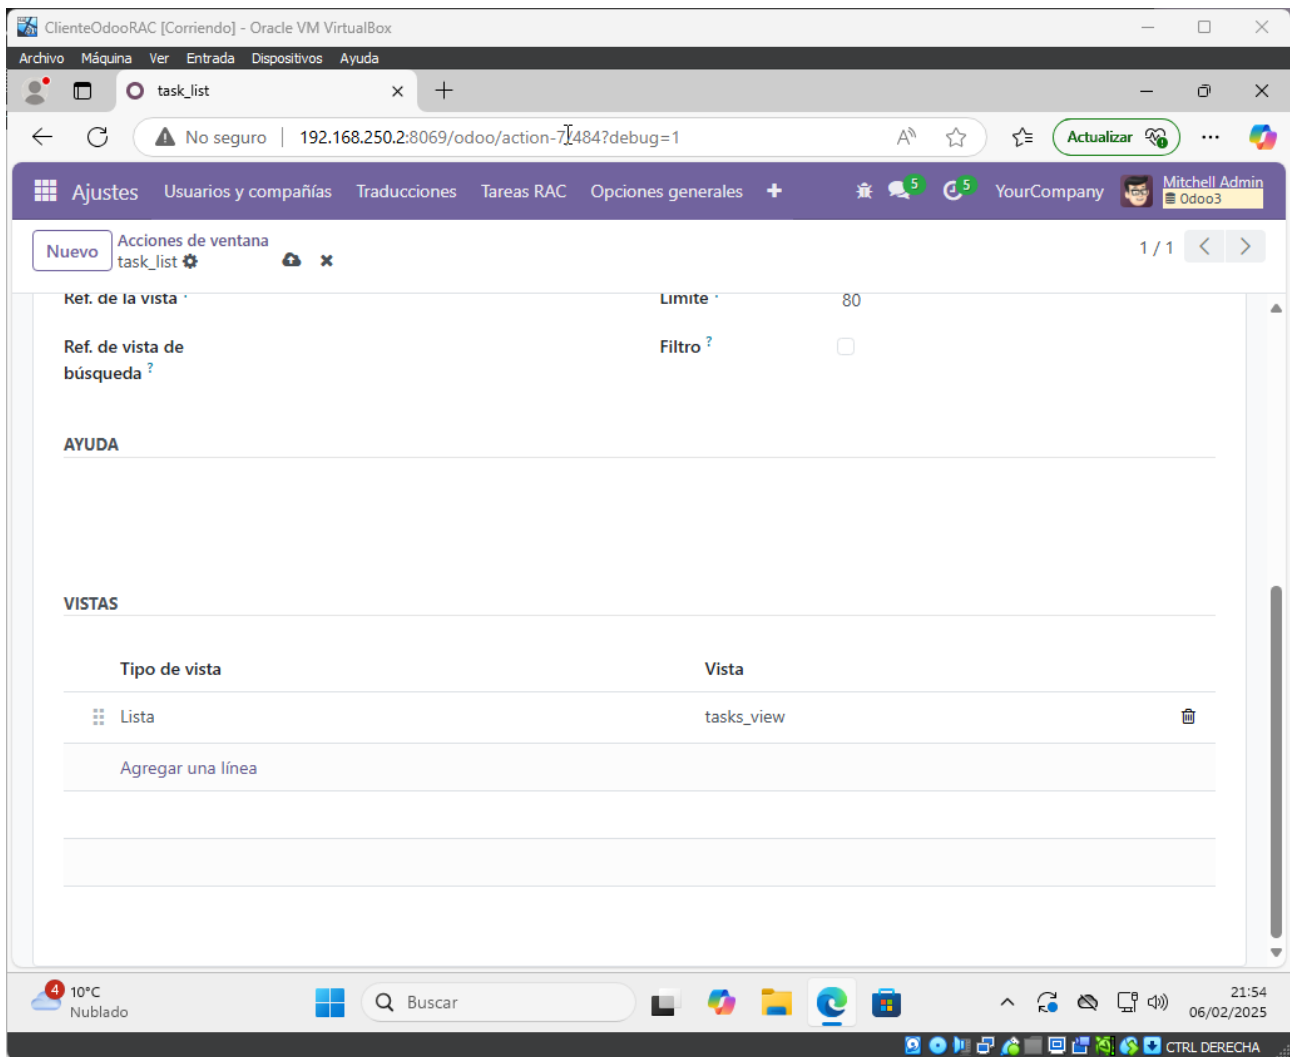 ClienteOdooRAC [Corriendo] - Oracle VM VirtualBox
Archivo Máquina Ver Entrada Dispositivos Ayuda
task_list
No seguro | 192.168.250.2:8069/odoo/action-7/484?debug=1
Actualizar
Ajustes Usuarios y compañías Traducciones Tareas RAC Opciones generales 5 5 YourCompany Mitchell Admin
Odoo3
Nuevo
Acciones de ventana
task_list
1 / 1
Ref. de la vista ?
Límite ? 80
Ref. de vista de búsqueda ?
Filtro ?
AYUDA
VISTAS
Tipo de vista Vista
Lista tasks_view
Agregar una línea
4 10°C
Nublado
Buscar
21:54
06/02/2025
CTRL DERECHA